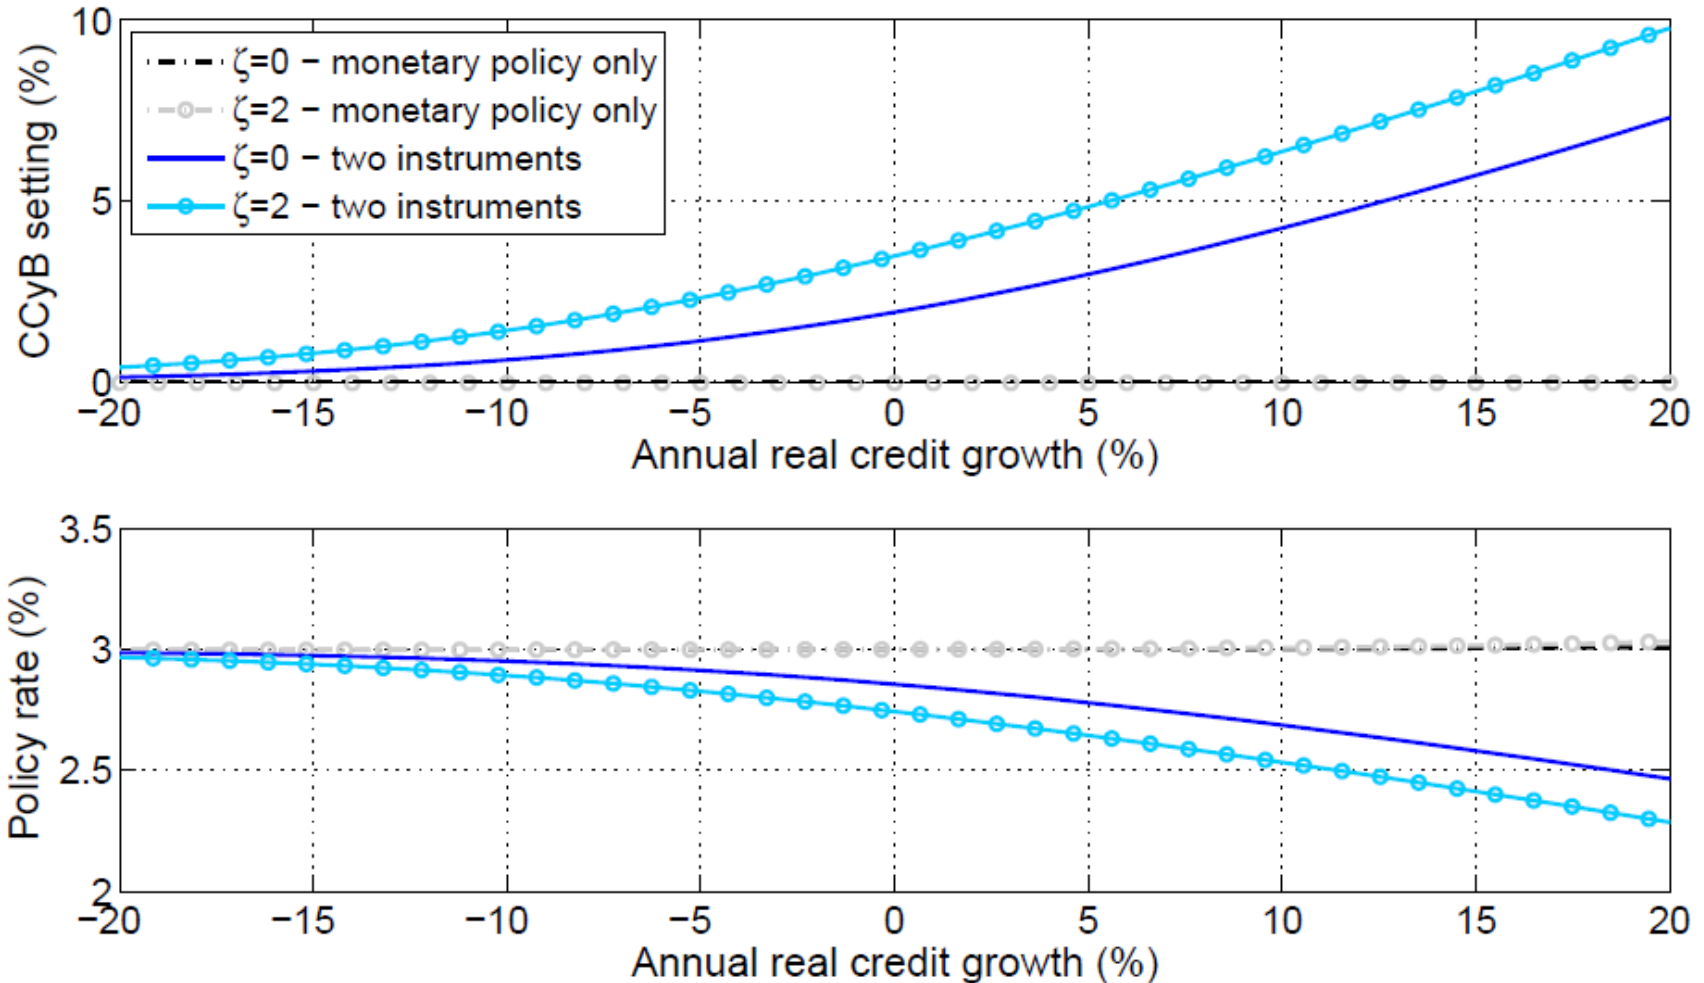 10
5
0
CCyB setting (%)
ζ=0 − monetary policy only
ζ=2 − monetary policy only
ζ=0 − two instruments
ζ=2 − two instruments
−20 −15 −10 −5 0 5 10 15 20
Annual real credit growth (%)
3.5
3
2.5
2
Policy rate (%)
−20 −15 −10 −5 0 5 10 15 20
Annual real credit growth (%)